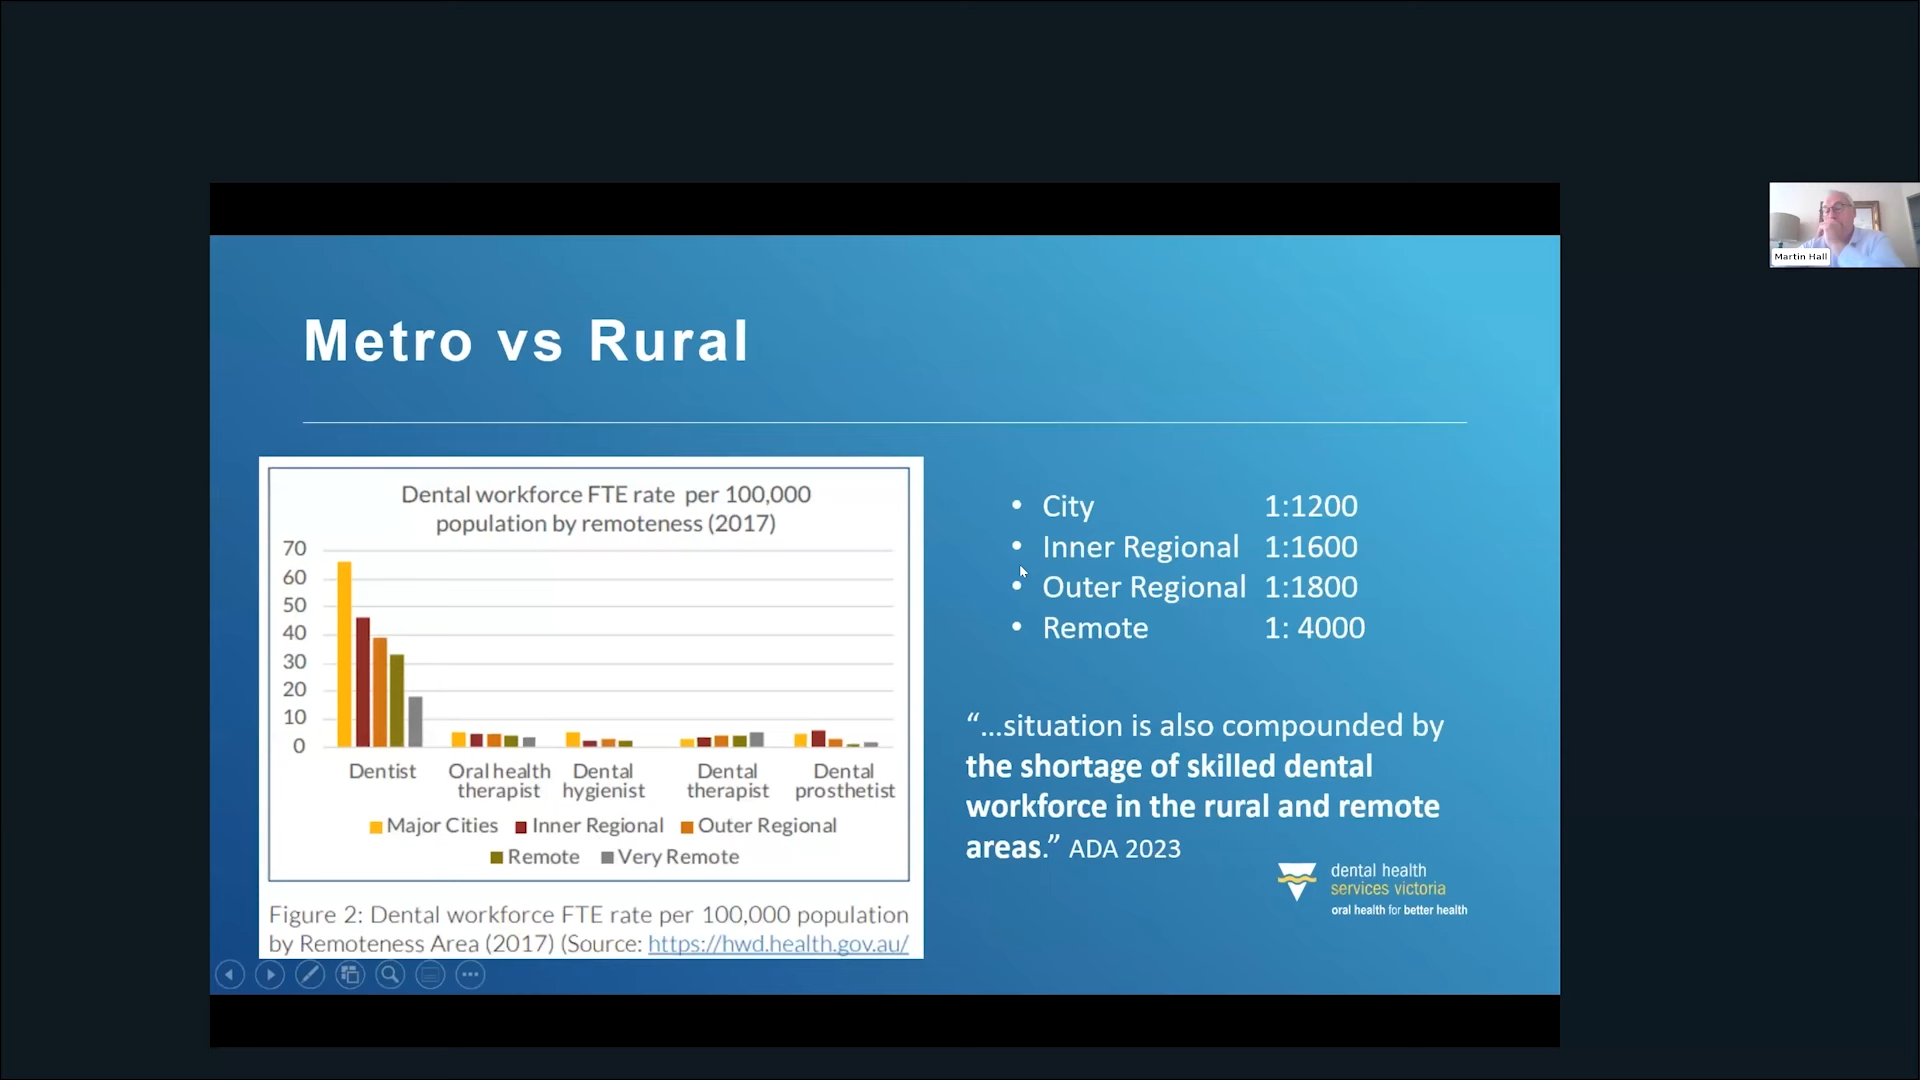 Martin Hall
Metro vs Rural
Dental workforce FTE rate per 100,000
population by remoteness (2017)
70
60
50
40
30
20
10
0
Dentist
Oral health
therapist
Dental
hygienist
Dental
therapist
Dental
prosthetist
Major Cities
Inner Regional
Outer Regional
Remote
Very Remote
Figure 2: Dental workforce FTE rate per 100,000 population
by Remoteness Area (2017) (Source: https://hwd.health.gov.au/
• City 1:1200
• Inner Regional 1:1600
• Outer Regional 1:1800
• Remote 1: 4000
“...situation is also compounded by
the shortage of skilled dental
workforce in the rural and remote
areas.” ADA 2023
dental health
services victoria
oral health for better health